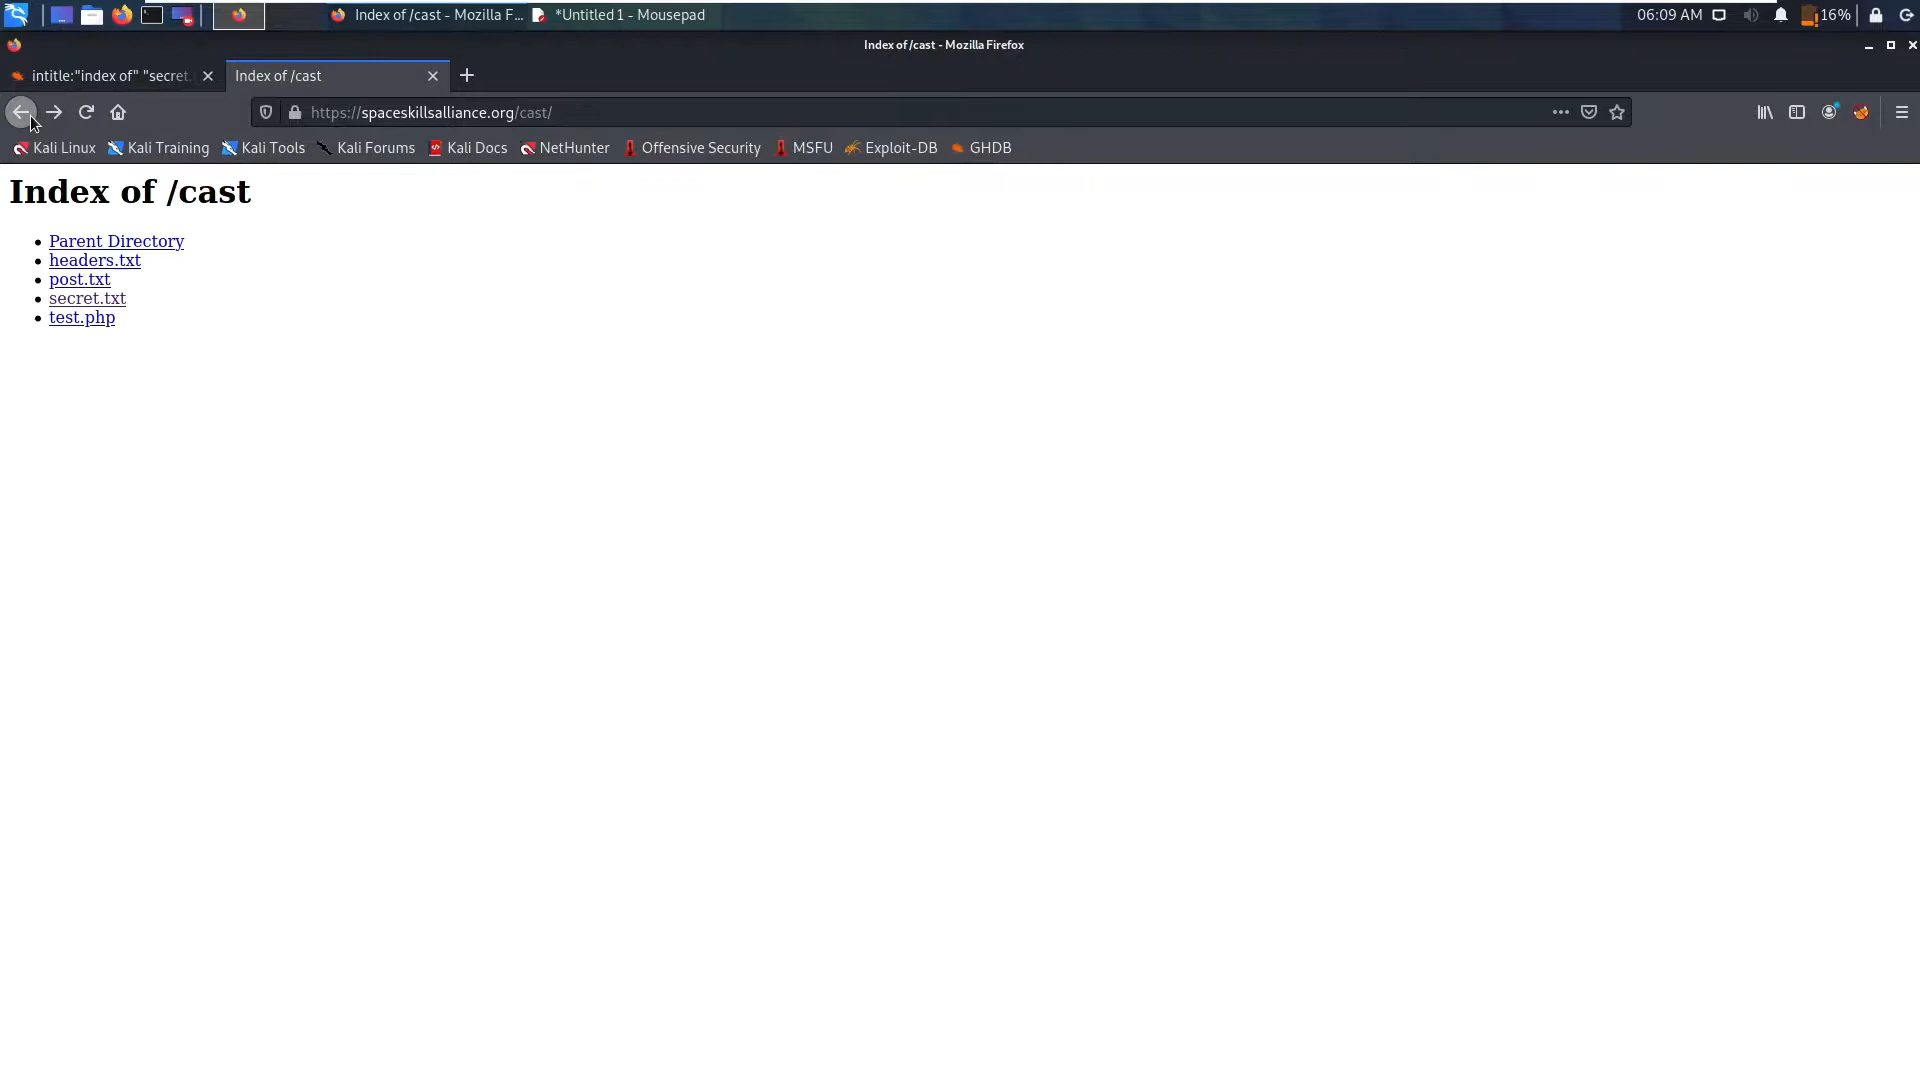 Index of /cast - Mozilla F... *Untitled 1 - Mousepad 06:09 AM 16%
Index of /cast - Mozilla Firefox
intitle:"index of" "secret. Index of /cast
https://spaceskillsalliance.org/cast/
Kali Linux Kali Training Kali Tools Kali Forums Kali Docs NetHunter Offensive Security MSFU Exploit-DB GHDB
Index of /cast
Parent Directory
headers.txt
post.txt
secret.txt
test.php